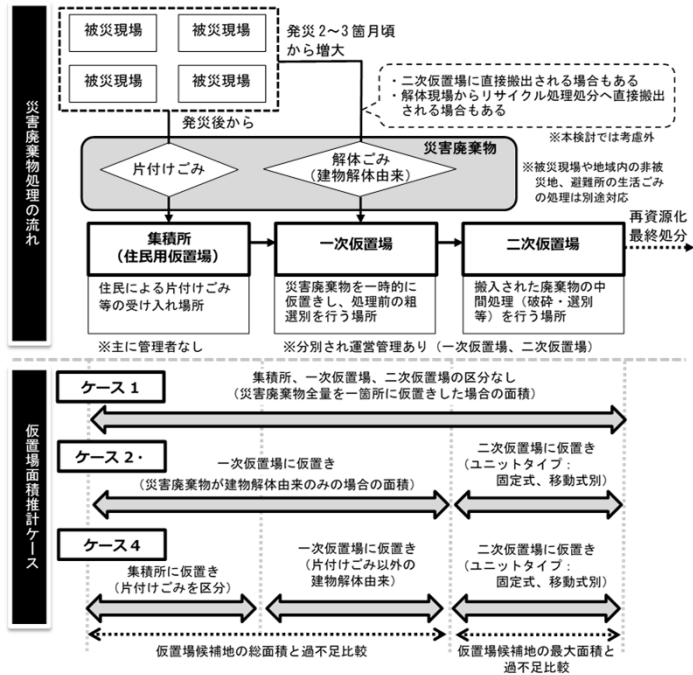 災害廃棄物処理の流れ
被災現場
被災現場
被災現場
被災現場
発災2～3箇月頃
から増大
発災後から
・二次仮置場に直接搬出される場合もある
・解体現場からリサイクル処理処分へ直接搬出
される場合もある
※本検討では考慮外
災害廃棄物
片付けごみ
解体ごみ
(建物解体由来)
※被災現場や地域内の非被
災地、避難所の生活ごみ
の処理は別途対応
再資源化
最終処分
集積所
(住民用仮置場)
住民による片付けごみ
等の受け入れ場所
一次仮置場
災害廃棄物を一時的に
仮置きし、処理前の粗
選別を行う場所
二次仮置場
搬入された廃棄物の中
間処理（破砕・選別
等）を行う場所
※主に管理者なし
※分別され運営管理あり（一次仮置場、二次仮置場）
仮置場面積推計ケース
ケース1
集積所、一次仮置場、二次仮置場の区分なし
(災害廃棄物全量を一箇所に仮置きした場合の面積)
ケース2・
一次仮置場に仮置き
(災害廃棄物が建物解体由来のみの場合の面積)
二次仮置場に仮置き
(ユニットタイプ：
固定式、移動式別)
ケース4
集積所に仮置き
(片付けごみを区分)
一次仮置場に仮置き
(片付けごみ以外の
建物解体由来)
二次仮置場に仮置き
(ユニットタイプ：
固定式、移動式別)
仮置場候補地の総面積と過不足比較
仮置場候補地の最大面積と
過不足比較